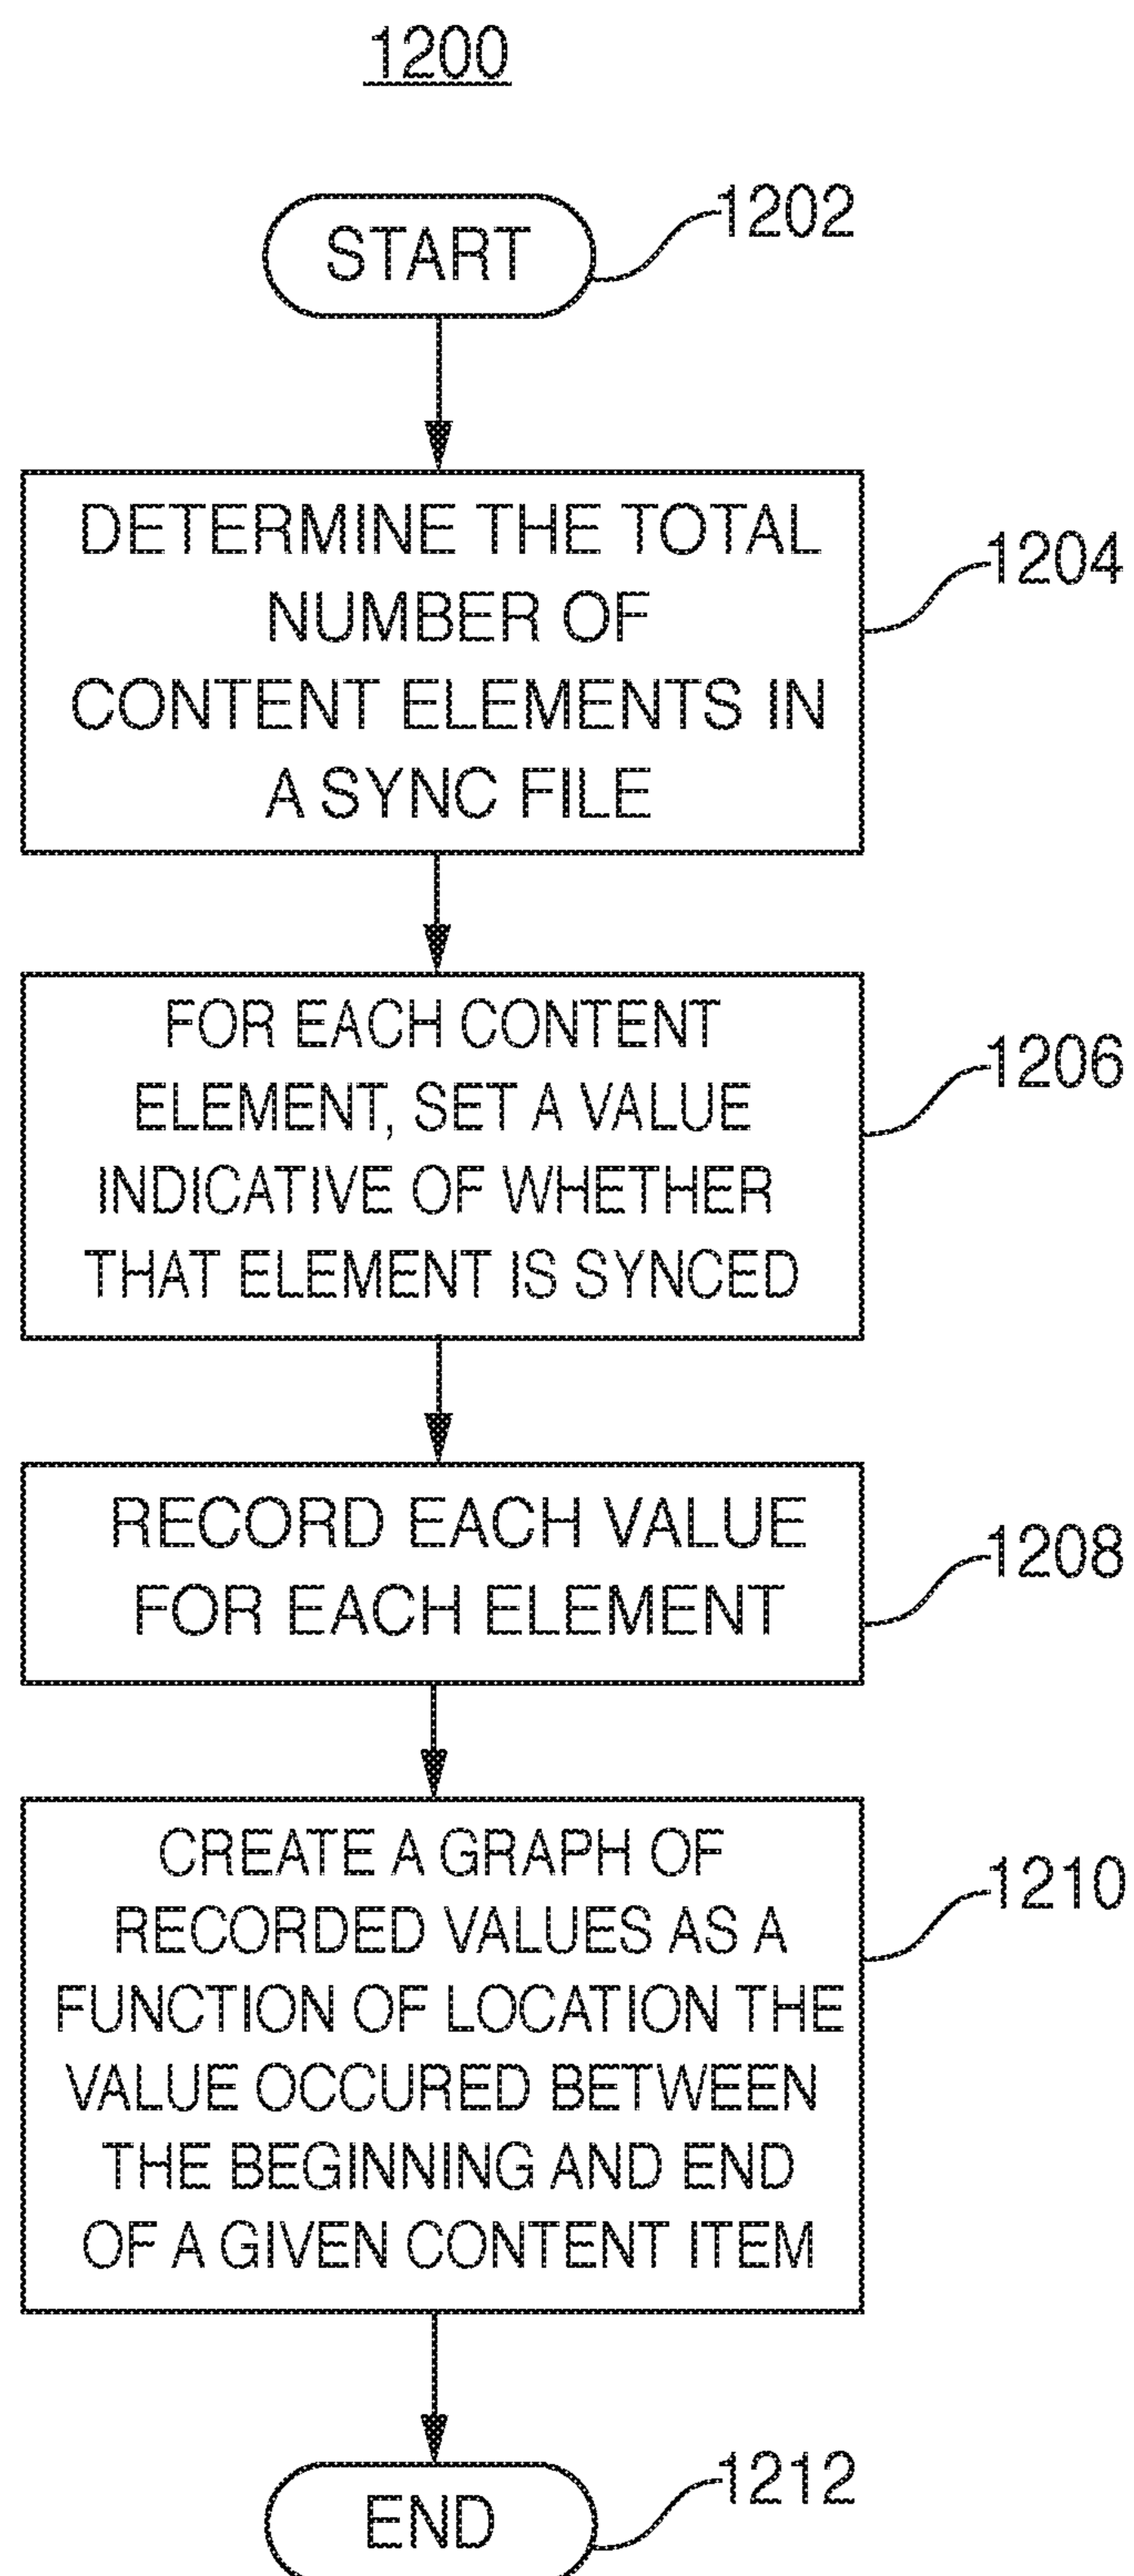 1200
START
1202
DETERMINE THE TOTAL
NUMBER OF
CONTENT ELEMENTS IN
A SYNC FILE
1204
FOR EACH CONTENT
ELEMENT, SET A VALUE
INDICATIVE OF WHETHER
THAT ELEMENT IS SYNCED
1206
RECORD EACH VALUE
FOR EACH ELEMENT
1208
CREATE A GRAPH OF
RECORDED VALUES AS A
FUNCTION OF LOCATION THE
VALUE OCCURED BETWEEN
THE BEGINNING AND END
OF A GIVEN CONTENT ITEM
1210
END
1212